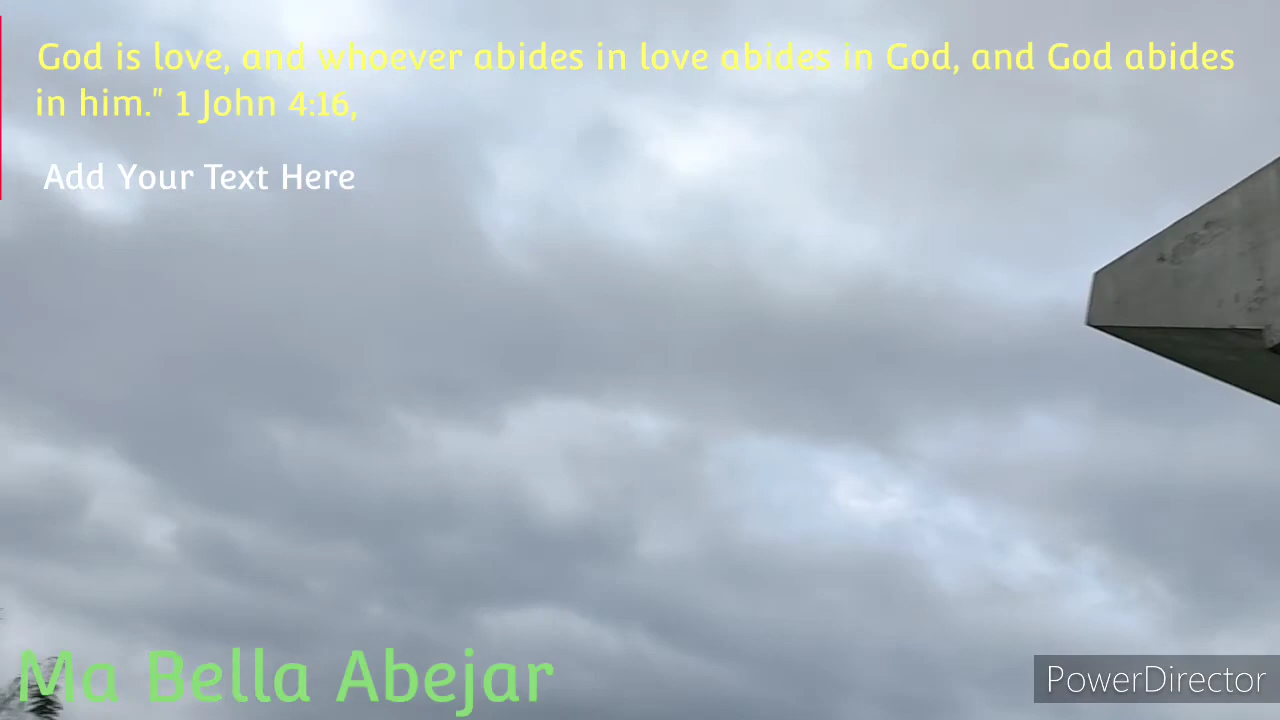 God is love, and whoever abides in love abides in God, and God abides
in him." 1 John 4:16,
Add Your Text Here
Ma Bella Abejar
PowerDirector